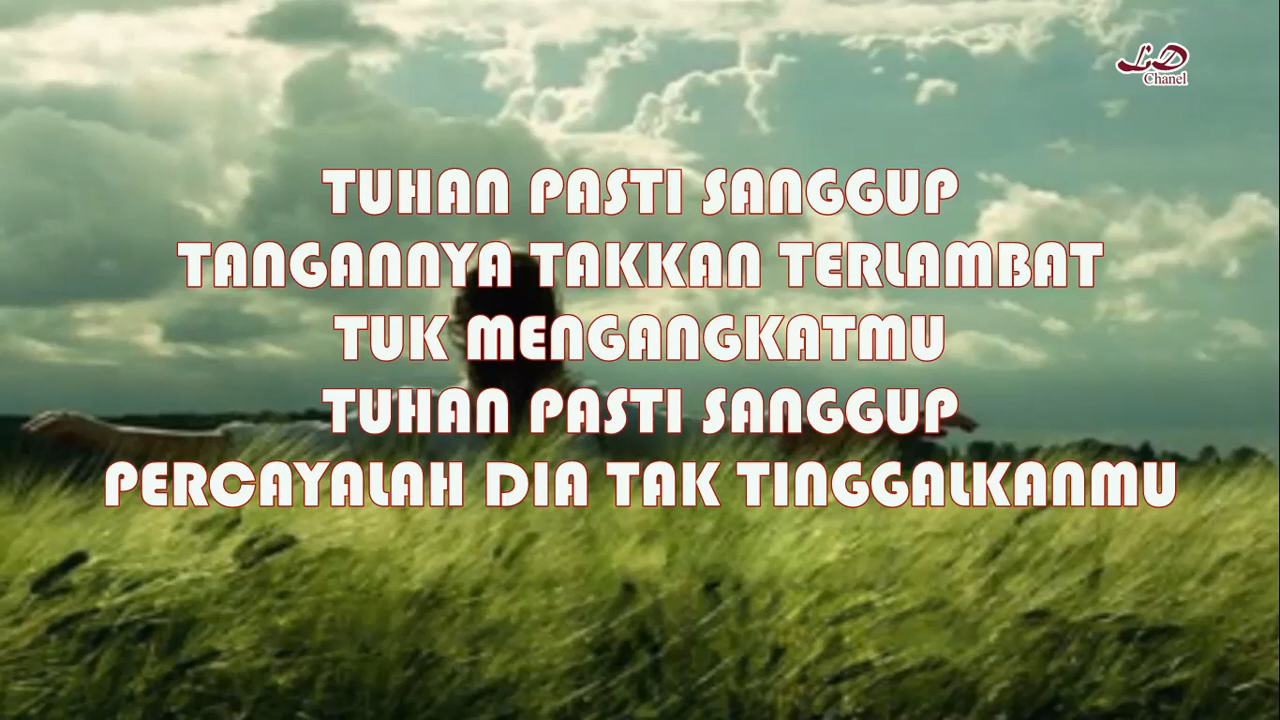 LD
Chanel
TUHAN PASTI SANGGUP
TANGANNYA TAKKAN TERLAMBAT
TUK MENGANGKATMU
TUHAN PASTI SANGGUP
PERCAYALAH DIA TAK TINGGALKANMU